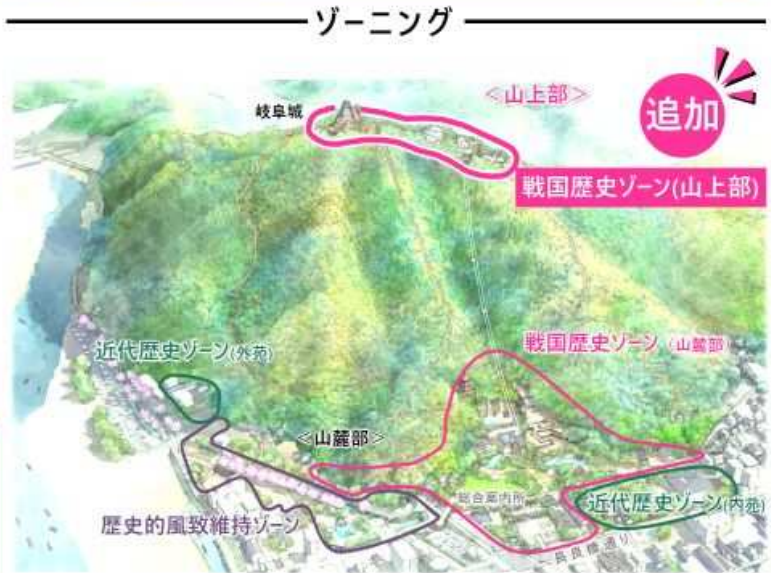 ゾーニング
<山上部>
追加
岐阜城
戦国歴史ゾーン(山上部)
近代歴史ゾーン(外苑)
戦国歴史ゾーン(山麓部)
<山麓部>
総合案内所
近代歴史ゾーン(内苑)
歴史的風致維持ゾーン
長良橋通り